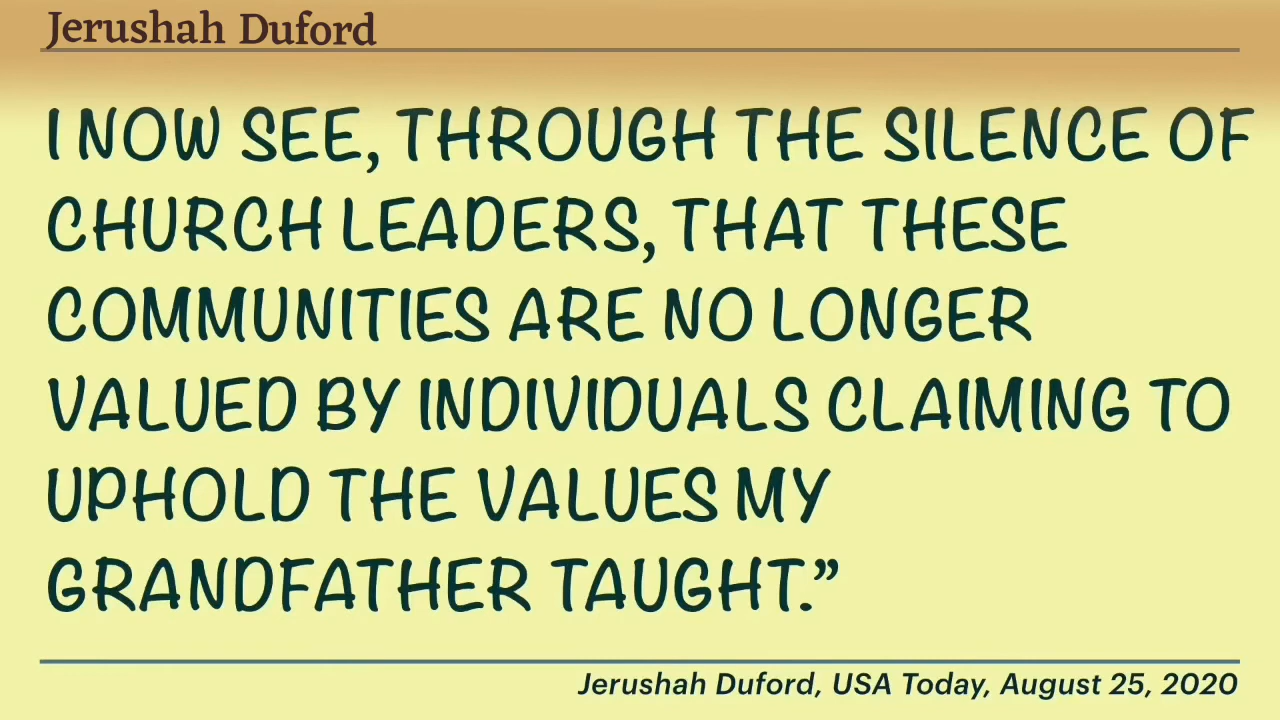 Jerushah Duford
I NOW SEE, THROUGH THE SILENCE OF
CHURCH LEADERS, THAT THESE
COMMUNITIES ARE NO LONGER
VALUED BY INDIVIDUALS CLAIMING TO
UPHOLD THE VALUES MY
GRANDFATHER TAUGHT.”
Jerushah Duford, USA Today, August 25, 2020